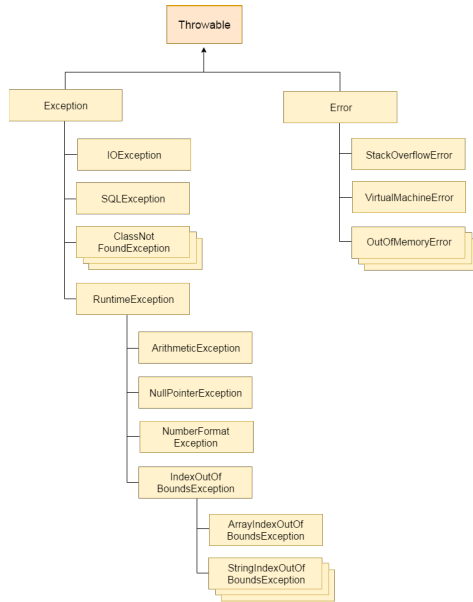 Throwable
Exception
Error
IOException
StackOverflowError
SQLException
VirtualMachineError
ClassNot
FoundException
OutOfMemoryError
RuntimeException
ArithmeticException
NullPointerException
NumberFormat
Exception
IndexOutOf
BoundsException
ArrayIndexOutOf
BoundsException
StringIndexOutOf
BoundsException